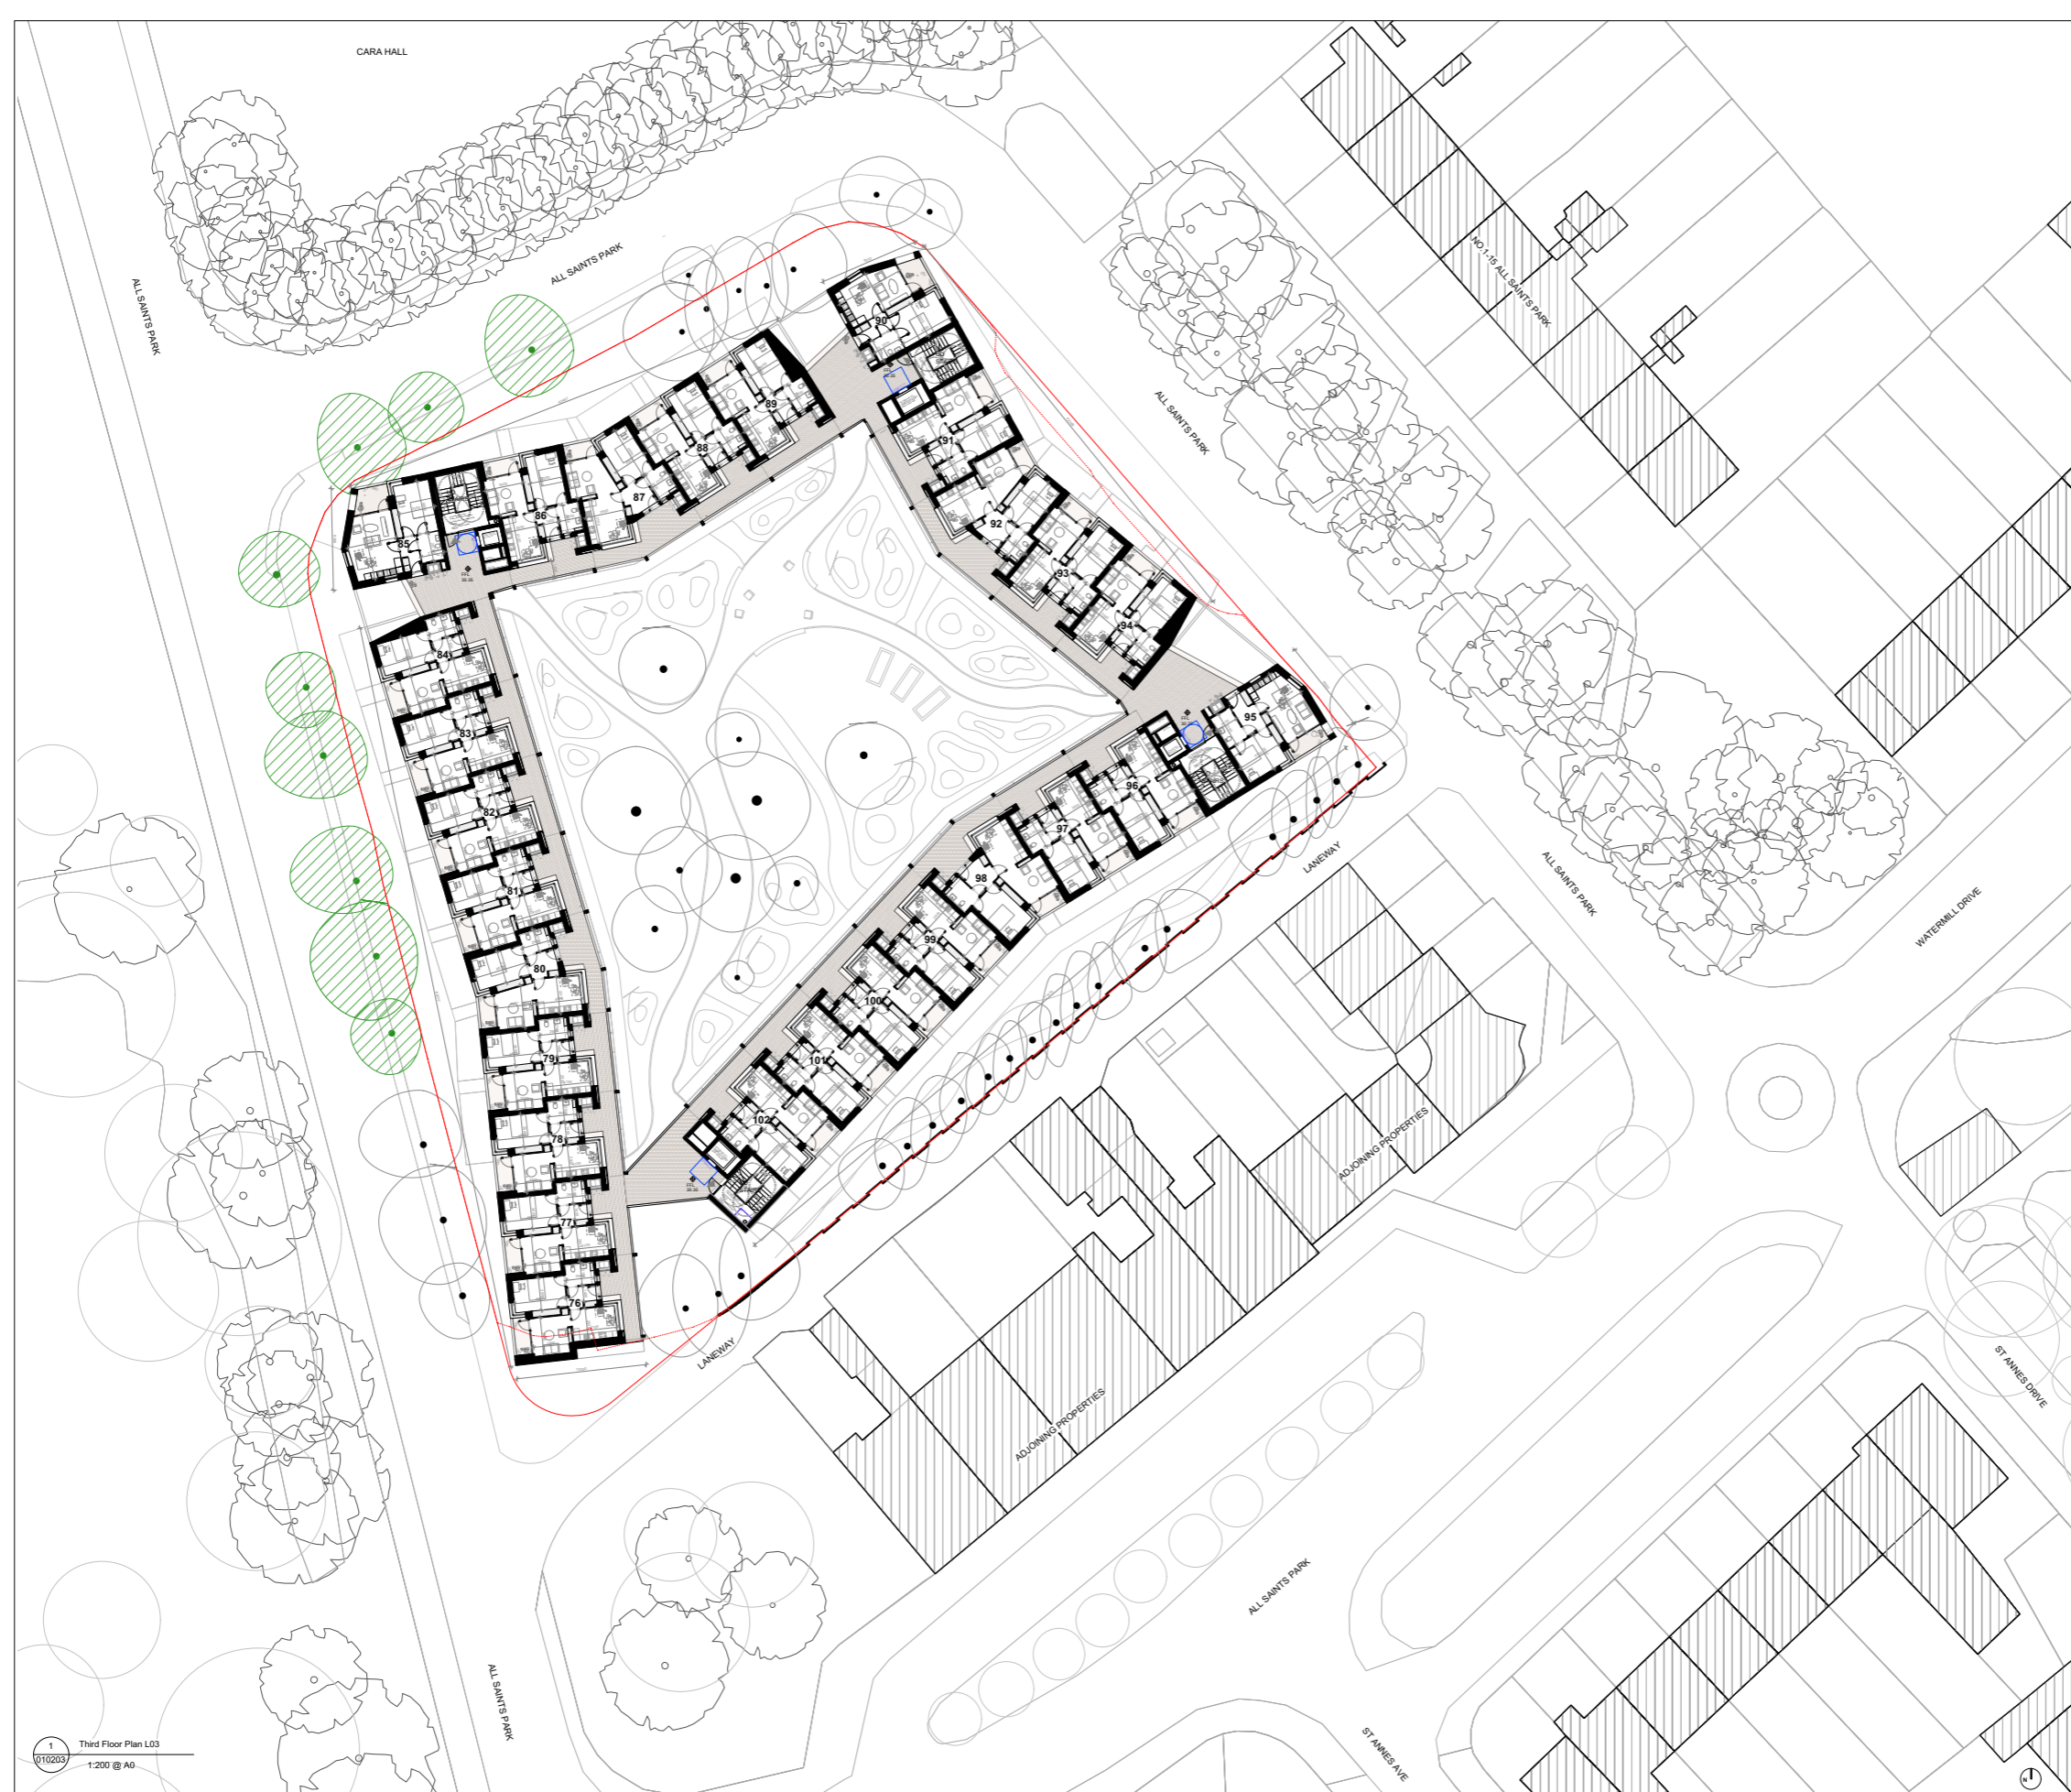 CARA HALL
ALL SAINTS PARK
ALL SAINTS PARK
NO.1-15 ALL SAINTS PARK
ALL SAINTS PARK
90
89
91
88
87
86
92
85
93
94
84
95
83
96
82
97
98
81
99
80
100
79
101
102
78
77
76
FFL
FFL
FFL
FFL
LANEWAY
ALL SAINTS PARK
WATERMILL DRIVE
ADJOINING PROPERTIES
LANEWAY
ADJOINING PROPERTIES
ST ANNES DRIVE
ALL SAINTS PARK
ALL SAINTS PARK
ST ANNES AVE
1
010203
Third Floor Plan L03
1:200 @ A0
N